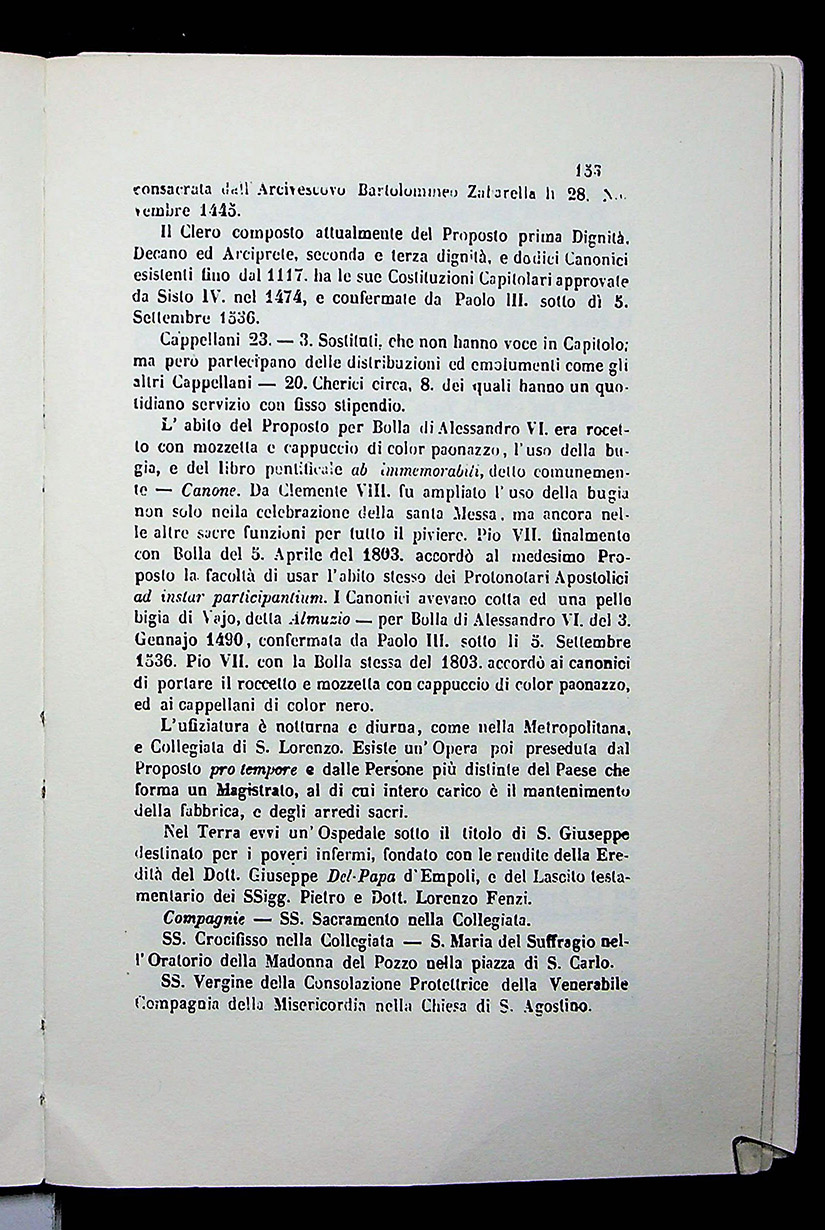 153
consacrata dall'Arcivescovo Bartolommeo Zabarella li 28. No-
vembre 1445.
Il Clero composto attualmente del Proposto prima Dignità,
Decano ed Arciprete, seconda e terza dignità, e dodici Canonici
esistenti fino dal 1117. ha le sue Costituzioni Capitolari approvate
da Sisto IV. nel 1474, e confermate da Paolo III. sotto dì 5.
Settembre 1536.
Cappellani 23. — 3. Sostituti, che non hanno voce in Capitolo;
ma però partecipano delle distribuzioni ed emolumenti come gli
altri Cappellani — 20. Cherici circa, 8. dei quali hanno un quo-
tidiano servizio con fisso stipendio.
L' abito del Proposto per Bolla di Alessandro VI. era rocet-
to con mozzetta e cappuccio di color paonazzo, l'uso della bu-
gia, e del libro pontificale ab immemorabili, detto comunemen-
te — Canone. Da Clemente VIII. fu ampliato l'uso della bugia
non solo nella celebrazione della santa Messa, ma ancora nel-
le altre sacre funzioni per tutto il piviere. Pio VII. finalmente
con Bolla del 5. Aprile del 1803. accordò al medesimo Pro-
posto la facoltà di usar l'abito stesso dei Protonotari Apostolici
ad instar participantium. I Canonici avevano cotta ed una pelle
bigia di Vajo, detta Almuzio — per Bolla di Alessandro VI. del 3.
Gennajo 1490, confermata da Paolo III. sotto li 5. Settembre
1536. Pio VII. con la Bolla stessa del 1803. accordò ai canonici
di portare il roccetto e mozzetta con cappuccio di color paonazzo,
ed ai cappellani di color nero.
L'ufiziatura è notturna e diurna, come nella Metropolitana,
e Collegiata di S. Lorenzo. Esiste un'Opera poi preseduta dal
Proposto pro tempore e dalle Persone più distinte del Paese che
forma un Magistrato, al di cui intero carico è il mantenimento
della fabbrica, e degli arredi sacri.
Nel Terra evvi un'Ospedale sotto il titolo di S. Giuseppe
destinato per i poveri infermi, fondato con le rendite della Ere-
dità del Dott. Giuseppe Del-Papa d'Empoli, e del Lascito testa-
mentario dei SSigg. Pietro e Dott. Lorenzo Fenzi.
Compagnie — SS. Sacramento nella Collegiata.
SS. Crocifisso nella Collegiata — S. Maria del Suffragio nel-
l'Oratorio della Madonna del Pozzo nella piazza di S. Carlo.
SS. Vergine della Consolazione Protettrice della Venerabile
Compagnia della Misericordia nella Chiesa di S. Agostino.